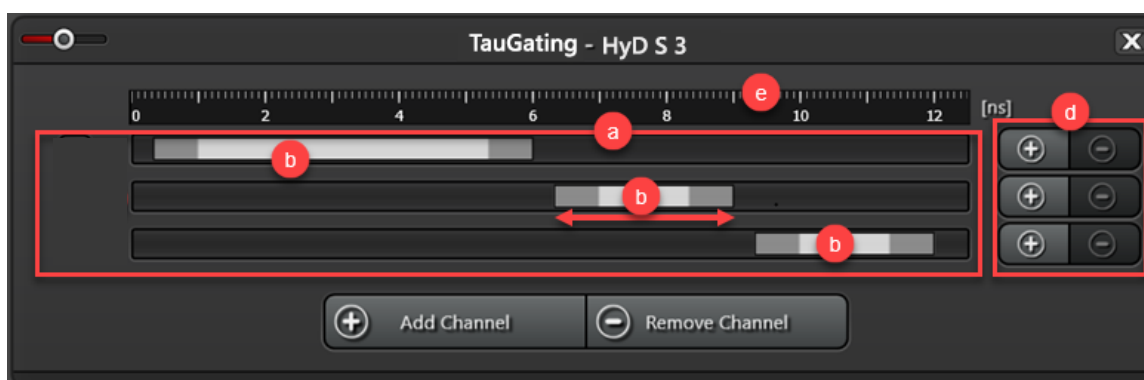 TauGating - HyD S 3
X
e
0 2 4 6 8 10 12 [ns]
a
d
b
b
b
Add Channel
Remove Channel